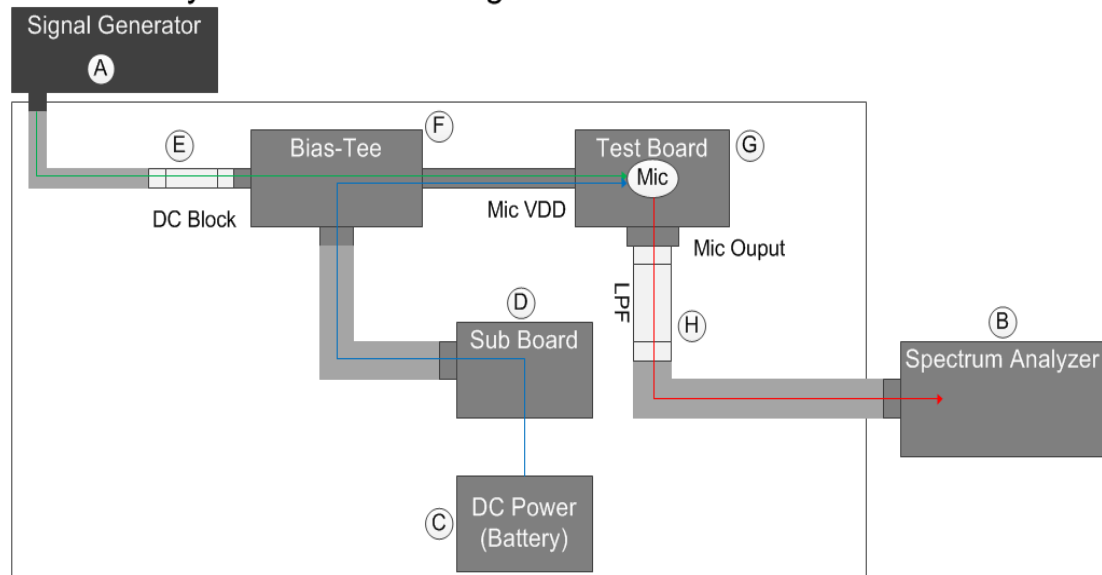 Signal Generator
A
E
F
Bias-Tee
Test Board
G
Mic
DC Block
Mic VDD
Mic Ouput
LPF
H
D
Sub Board
B
Spectrum Analyzer
C
DC Power
(Battery)